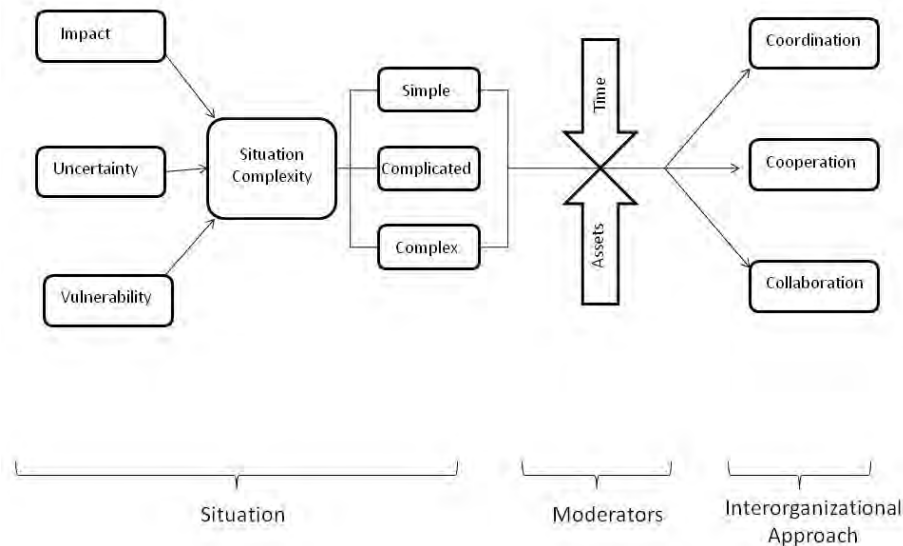 Impact
Uncertainty
Vulnerability
Situation
Complexity
Simple
Complicated
Complex
Time
Assets
Coordination
Cooperation
Collaboration
Situation
Moderators
Interorganizational
Approach